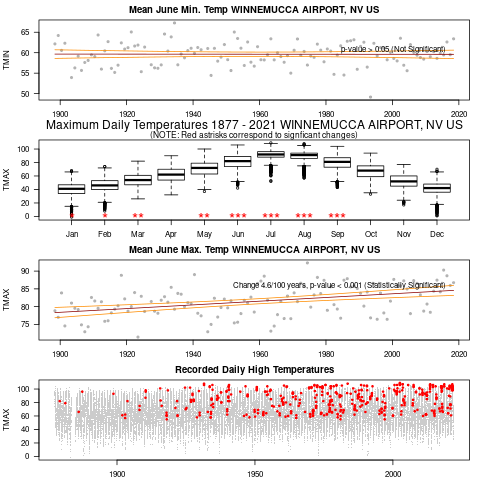 Mean June Min. Temp WINNEMUCCA AIRPORT, NV US
TMIN
65
60
55
50
p-value > 0.05 (Not Significant)
1900 1920 1940 1960 1980 2000 2020
Maximum Daily Temperatures 1877 - 2021 WINNEMUCCA AIRPORT, NV US
(NOTE: Red astrisks correspond to signficant changes)
TMAX
100
80
60
40
20
0
* * ** ** *** *** *** ***
Jan Feb Mar Apr May Jun Jul Aug Sep Oct Nov Dec
Mean June Max. Temp WINNEMUCCA AIRPORT, NV US
TMAX
90
85
80
75
Change 4.6/100 years, p-value < 0.001 (Statistically Significant)
1900 1920 1940 1960 1980 2000 2020
Recorded Daily High Temperatures
TMAX
100
80
60
40
20
0
1900 1950 2000